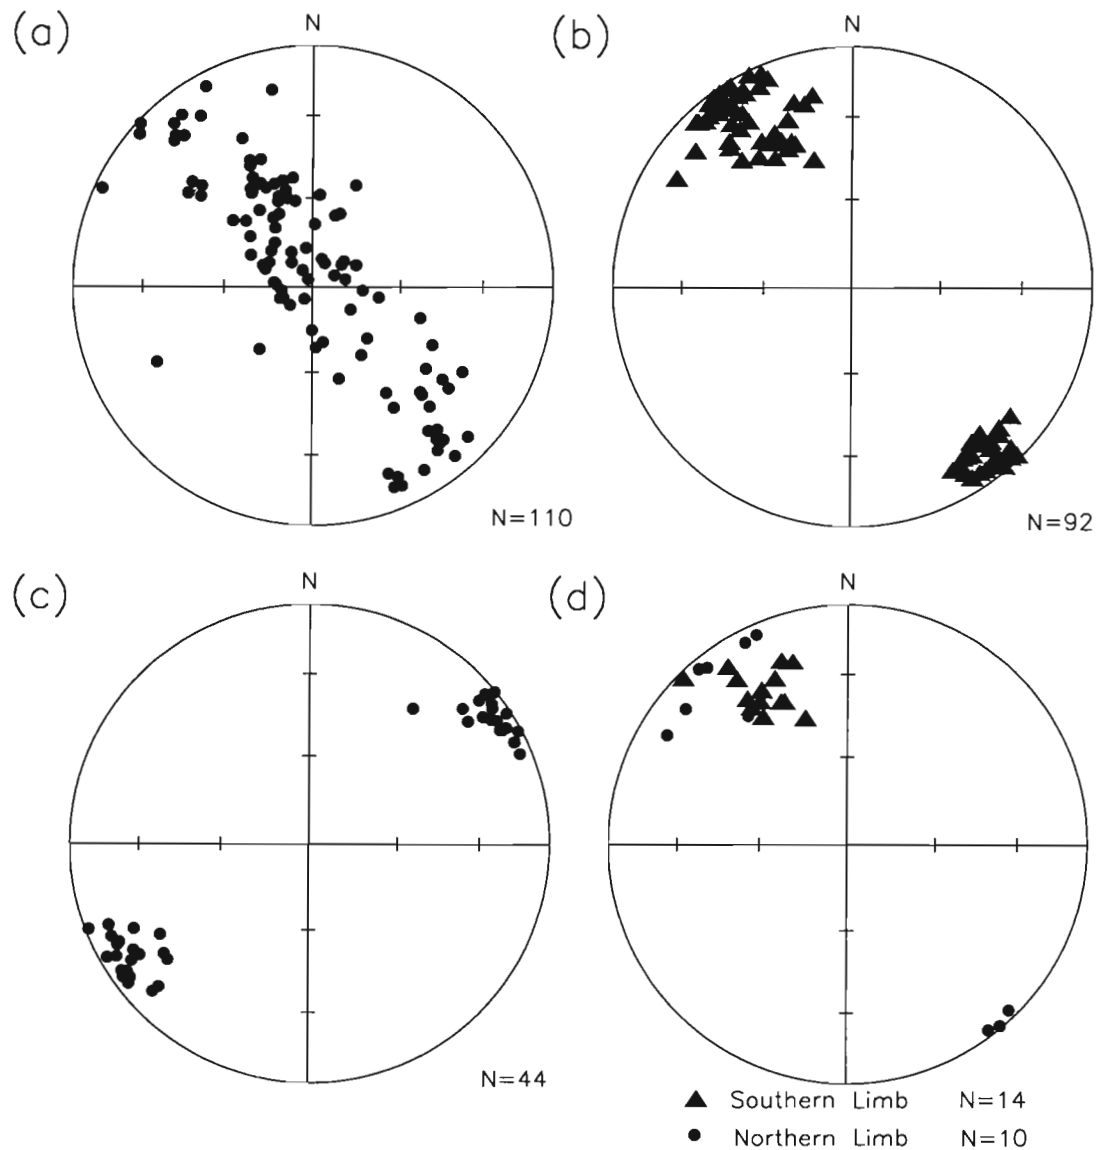 (a)
N
N=110
(b)
N
N=92
(c)
N
N=44
(d)
N
Southern Limb N=14
Northern Limb N=10